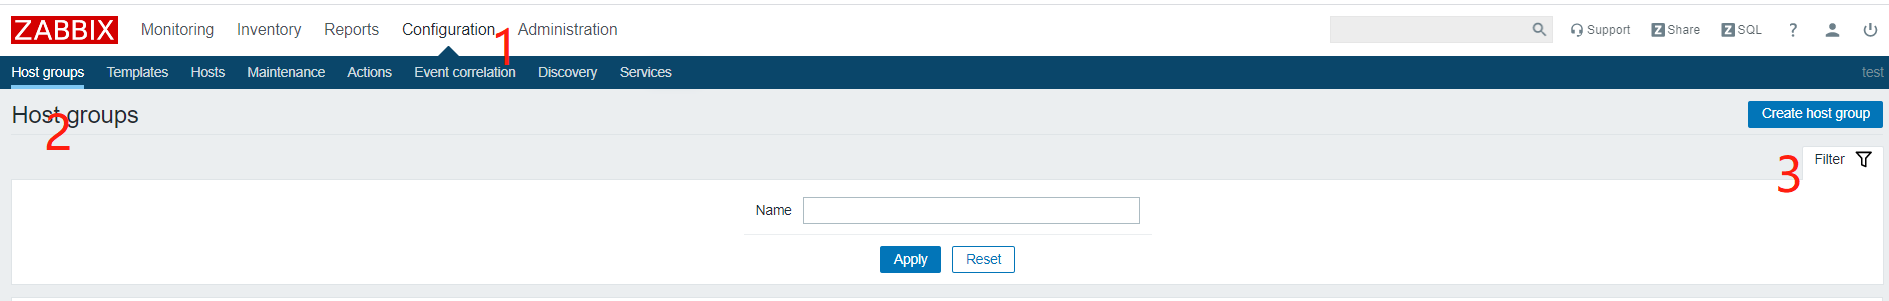 ZABBIX Monitoring Inventory Reports Configuration Administration Support Z Share Z SQL ?
1
Host groups Templates Hosts Maintenance Actions Event correlation Discovery Services test
Host groups Create host group
2
Filter
3
Name
Apply Reset